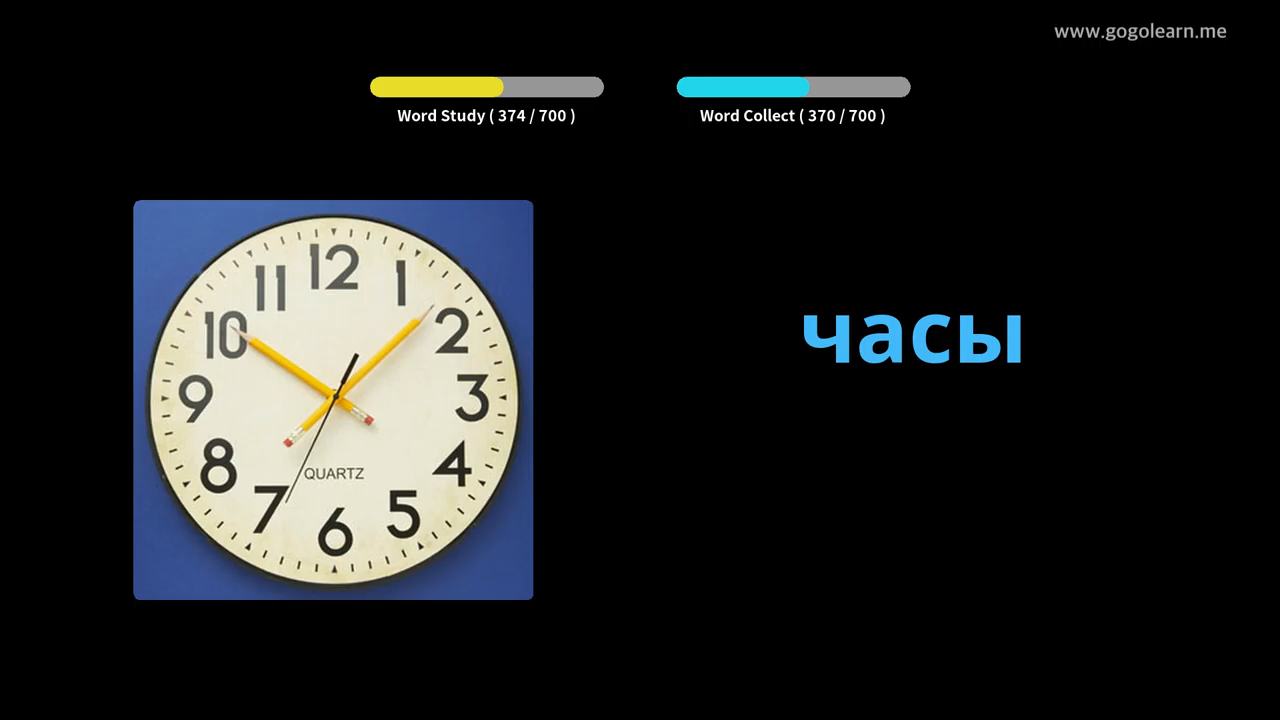 www.gogolearn.me
Word Study ( 374 / 700 )
Word Collect ( 370 / 700 )
12
11
1
10
2
9
3
8
4
7
5
6
QUARTZ
часы